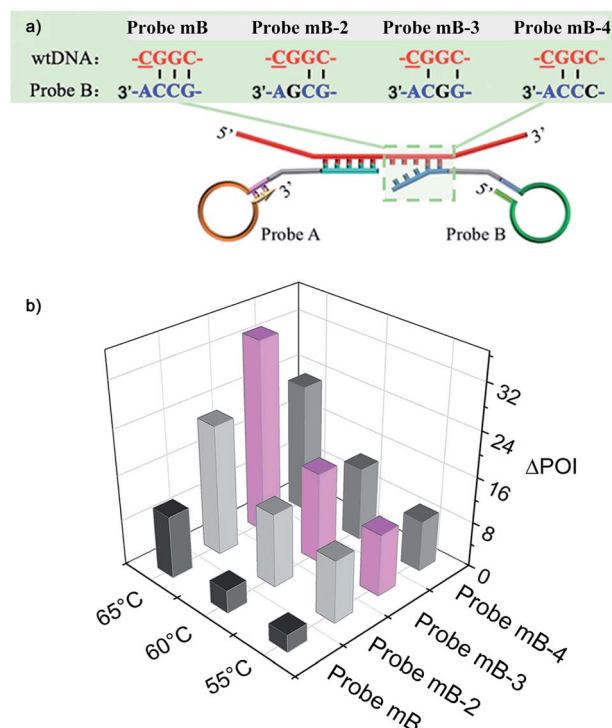 a)
Probe mB Probe mB-2 Probe mB-3 Probe mB-4
wtDNA: -CGGC- -CGGC- -CGGC- -CGGC-
Probe B: 3'-ACCG- 3'-AGCG- 3'-ACGG- 3'-ACCC-
5' 3'
3' 5'
Probe A Probe B
b)
32
24
ΔPOI
16
8
0
65°C
60°C
55°C
Probe mB-4
Probe mB-3
Probe mB-2
Probe mB